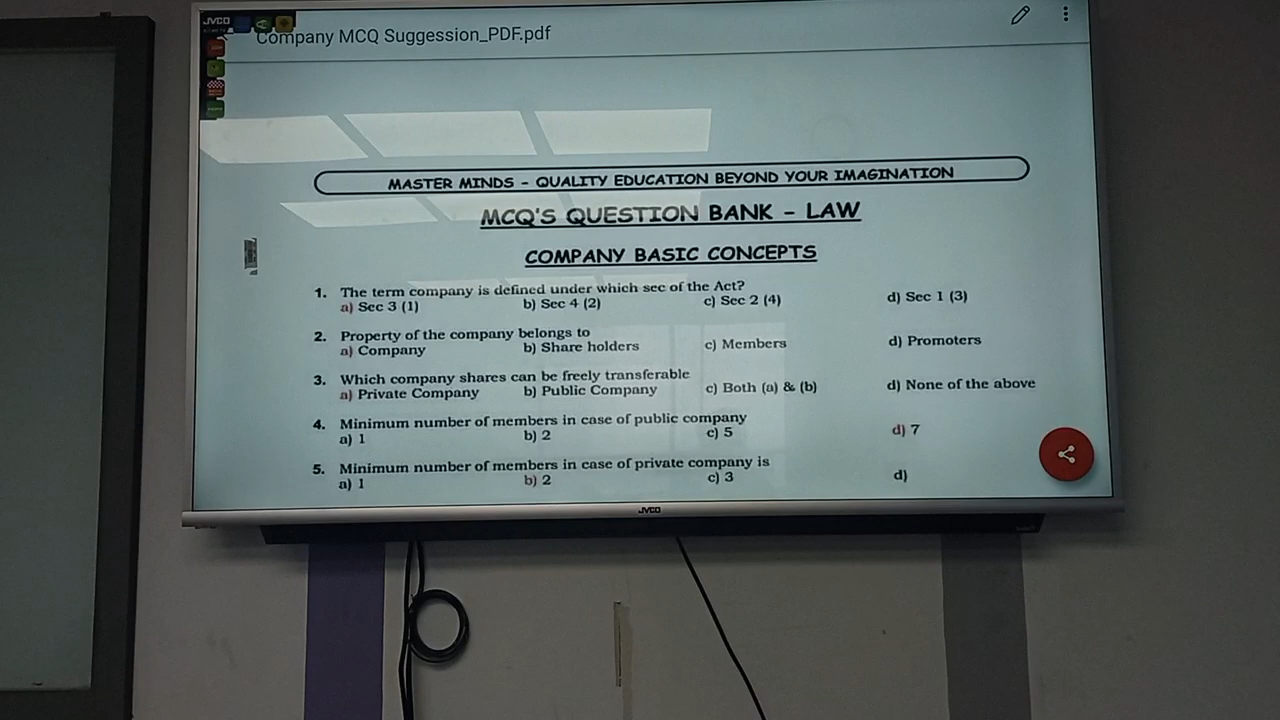 JVCO
Company MCQ Suggession_PDF.pdf
MASTER MINDS - QUALITY EDUCATION BEYOND YOUR IMAGINATION
MCQ'S QUESTION BANK - LAW
COMPANY BASIC CONCEPTS
1. The term company is defined under which sec of the Act?
a) Sec 3 (1) b) Sec 4 (2) c) Sec 2 (4) d) Sec 1 (3)
2. Property of the company belongs to
a) Company b) Share holders c) Members d) Promoters
3. Which company shares can be freely transferable
a) Private Company b) Public Company c) Both (a) & (b) d) None of the above
4. Minimum number of members in case of public company
a) 1 b) 2 c) 5 d) 7
5. Minimum number of members in case of private company is
a) 1 b) 2 c) 3 d)
JVCO